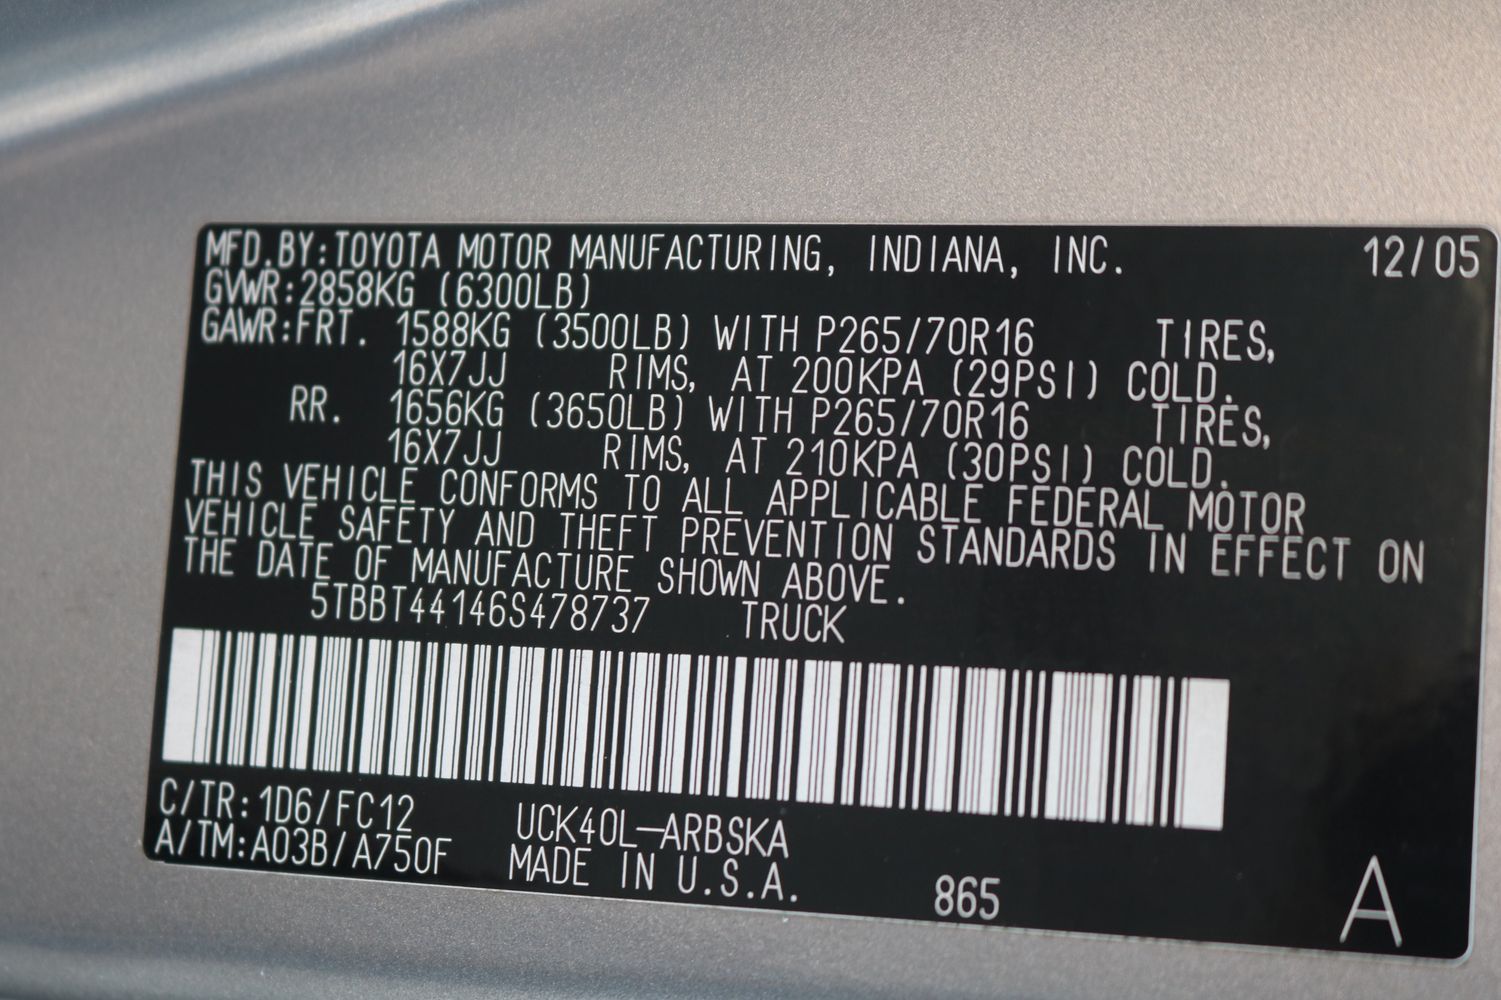 MFD.BY:TOYOTA MOTOR MANUFACTURING, INDIANA, INC. 12/05
GVWR:2858KG (6300LB)
GAWR:FRT. 1588KG (3500LB) WITH P265/70R16 TIRES,
16X7JJ RIMS, AT 200KPA (29PSI) COLD.
RR. 1656KG (3650LB) WITH P265/70R16 TIRES,
16X7JJ RIMS, AT 210KPA (30PSI) COLD.
THIS VEHICLE CONFORMS TO ALL APPLICABLE FEDERAL MOTOR
VEHICLE SAFETY AND THEFT PREVENTION STANDARDS IN EFFECT ON
THE DATE OF MANUFACTURE SHOWN ABOVE.
5TBBT44146S478737 TRUCK
C/TR:1D6/FC12 UCK40L—ARBSKA
A/TM:A03B/A750F MADE IN U.S.A. 865 A